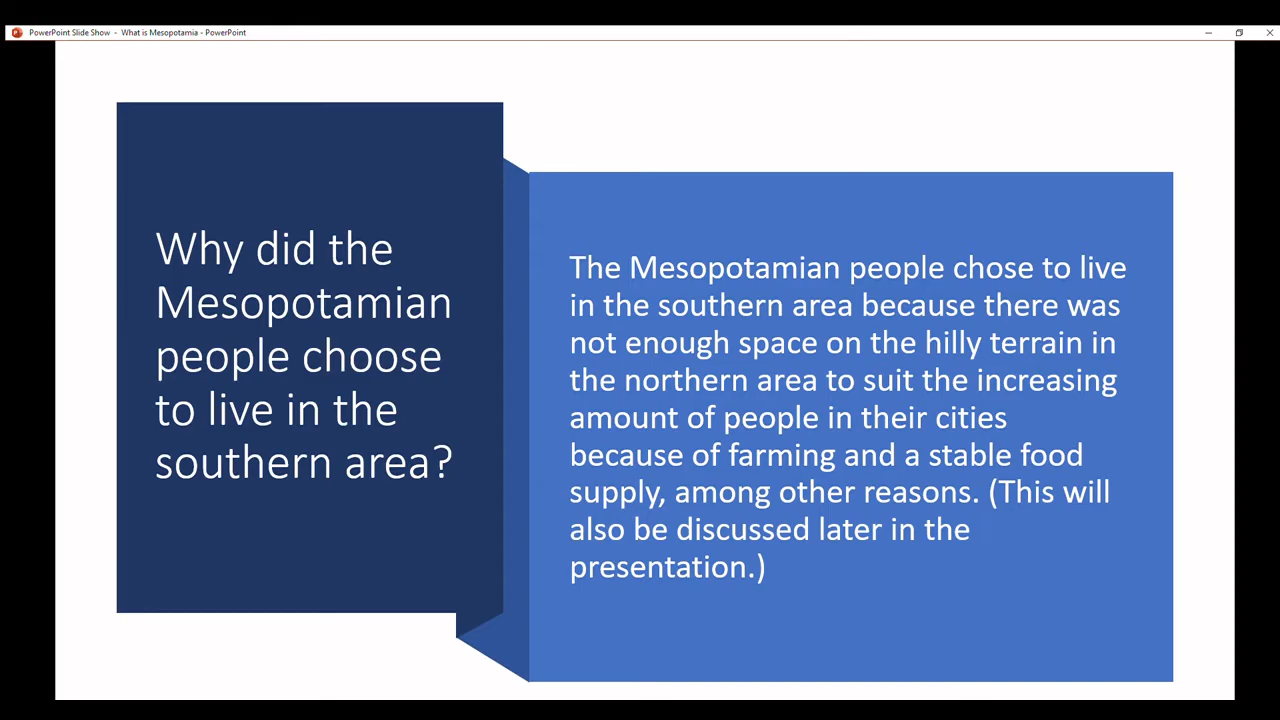 PowerPoint Slide Show - What is Mesopotamia - PowerPoint
Why did the
Mesopotamian
people choose
to live in the
southern area?
The Mesopotamian people chose to live
in the southern area because there was
not enough space on the hilly terrain in
the northern area to suit the increasing
amount of people in their cities
because of farming and a stable food
supply, among other reasons. (This will
also be discussed later in the
presentation.)